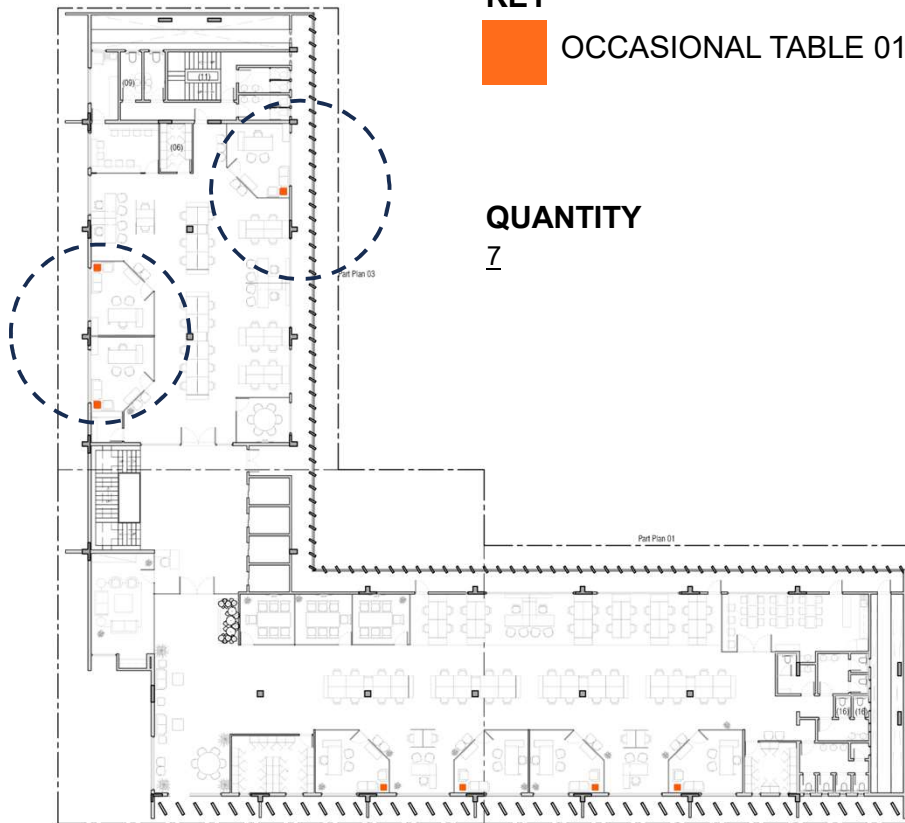 KEY
OCCASIONAL TABLE 01
(11)
(09)
(06)
QUANTITY
7
Part Plan 03
Part Plan 01
(16)
(16)